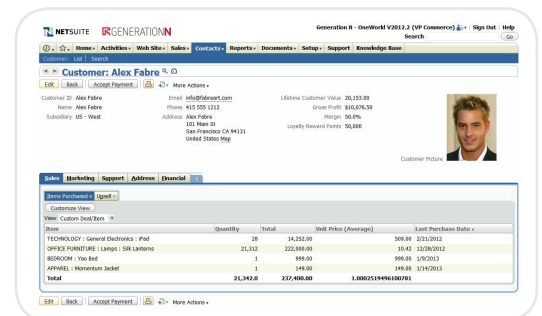 NETSUITE GENERATION N
Generation N - OneWorld V2012.2 (VP Commerce) Sign Out Help
Search Go
Home Activities Web Site Sales Contacts Reports Documents Setup Support Knowledge Base
Customer: List Search
Customer: Alex Fabre
Edit Back Accept Payment More Actions
Customer ID Alex Fabre
Name Alex Fabre
Subsidiary US - West
Email info@fabreart.com
Phone 415 555 1212
Address Alex Fabre
101 Main St
San Francisco CA 94131
United States Map
Lifetime Customer Value 20,153.00
Gross Profit $10,076.50
Margin 50.0%
Loyalty Reward Points 50,000
Customer Picture
Sales Marketing Support Address Financial
Items Purchased Upsell
Customize View
View Custom Deal/Item
Item Quantity Total Unit Price (Average) Last Purchase Date
TECHNOLOGY : General Electronics : iPad 28 14,252.00 509.00 2/21/2012
OFFICE FURNITURE : Lamps : Silk Lanterns 21,312 222,000.00 10.42 12/28/2012
BEDROOM : Yao Bed 1 999.00 999.00 1/9/2013
APPAREL : Momentum Jacket 1 149.00 149.00 1/14/2013
Total 21,342.0 237,400.00 1.0002519496100781
Edit Back Accept Payment More Actions